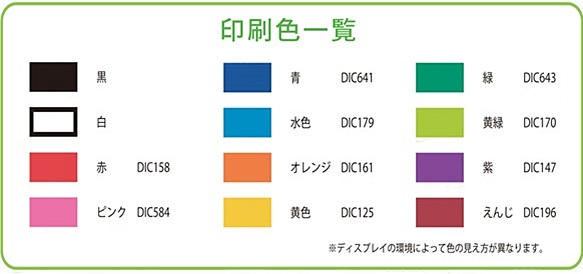 印刷色一覧
黒 青 DIC641 緑 DIC643
白 水色 DIC179 黄緑 DIC170
赤 DIC158 オレンジ DIC161 紫 DIC147
ピンク DIC584 黄色 DIC125 えんじ DIC196
※ディスプレイの環境によって色の見え方が異なります。